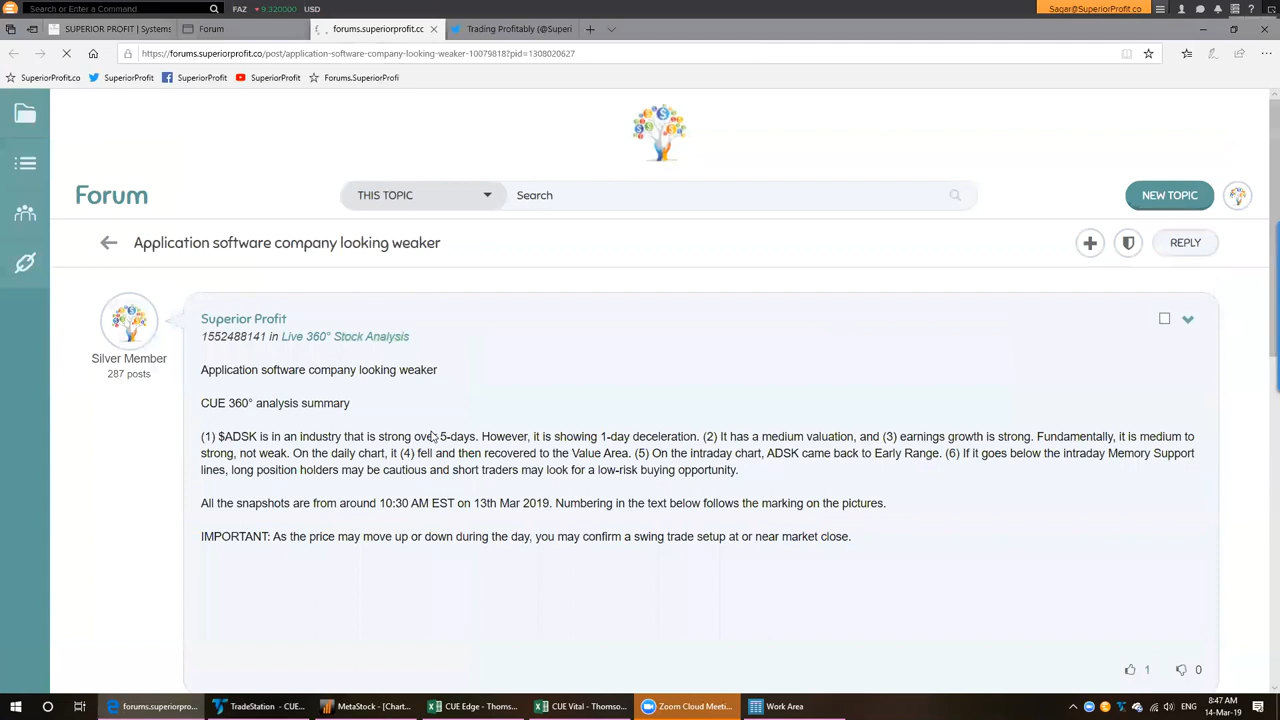 Search or Enter a Command
FAZ 9.320000 USD
Sagar@SuperiorProfit.co
SUPERIOR PROFIT | Systems
Forum
forums.superiorprofit.cc
Trading Profitably (@Superi
https://forums.superiorprofit.co/post/application-software-company-looking-weaker-10079818?pid=1308020627
SuperiorProfit.co
SuperiorProfit
SuperiorProfit
SuperiorProfit
Forums.SuperiorProfi
Forum
THIS TOPIC
Search
NEW TOPIC
Application software company looking weaker
REPLY
Superior Profit
1552488141 in Live 360° Stock Analysis
Silver Member
287 posts
Application software company looking weaker
CUE 360° analysis summary
(1) $ADSK is in an industry that is strong over 5-days. However, it is showing 1-day deceleration. (2) It has a medium valuation, and (3) earnings growth is strong. Fundamentally, it is medium to
strong, not weak. On the daily chart, it (4) fell and then recovered to the Value Area. (5) On the intraday chart, ADSK came back to Early Range. (6) If it goes below the intraday Memory Support
lines, long position holders may be cautious and short traders may look for a low-risk buying opportunity.
All the snapshots are from around 10:30 AM EST on 13th Mar 2019. Numbering in the text below follows the marking on the pictures.
IMPORTANT: As the price may move up or down during the day, you may confirm a swing trade setup at or near market close.
1
0
forums.superiorpro...
TradeStation - CUE...
MetaStock - [Chart...
CUE Edge - Thoms...
CUE Vital - Thomso...
Zoom Cloud Meeti...
Work Area
8:47 AM
14-Mar-19